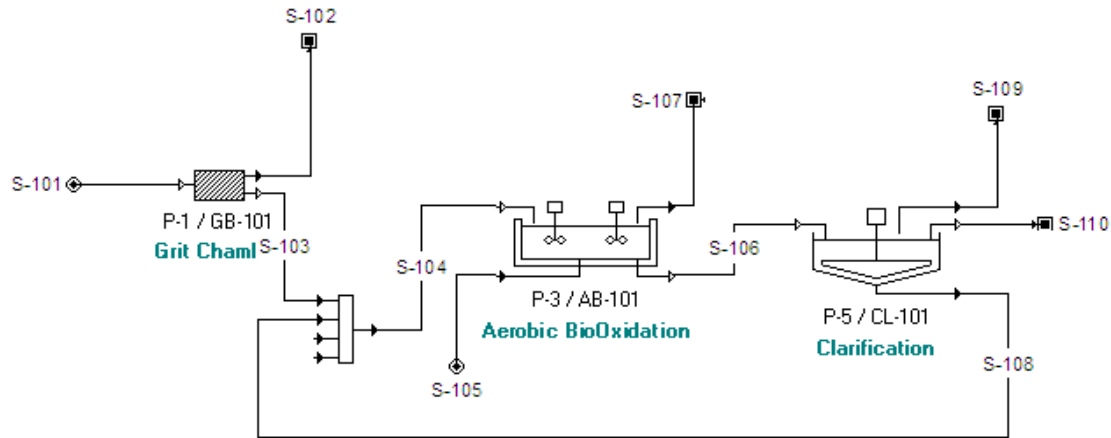 S-102
S-107
S-109
S-101
P-1 / GB-101
Grit Chaml
S-103
S-104
S-106
S-110
P-3 / AB-101
Aerobic BioOxidation
P-5 / CL-101
Clarification
S-105
S-108